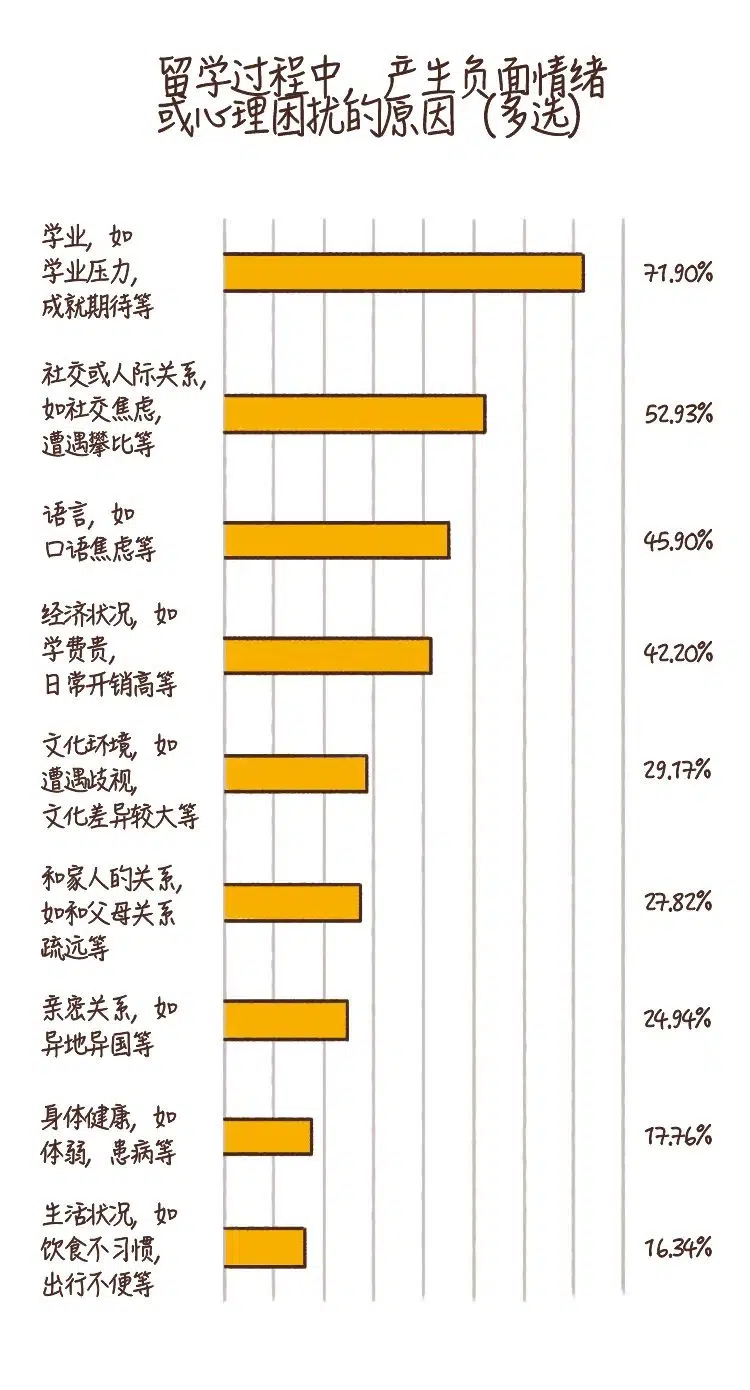 留学过程中，产生负面情绪
或心理困扰的原因（多选）
学业，如
学业压力，
成就期待等
71.90%
社交或人际关系，
如社交焦虑，
遭遇攀比等
52.93%
语言，如
口语焦虑等
45.90%
经济状况，如
学费贵，
日常开销高等
42.20%
文化环境，如
遭遇歧视，
文化差异较大等
29.17%
和家人的关系，
如和父母关系
疏远等
27.82%
亲密关系，如
异地异国等
24.94%
身体健康，如
体弱，患病等
17.76%
生活状况，如
饮食不习惯，
出行不便等
16.34%